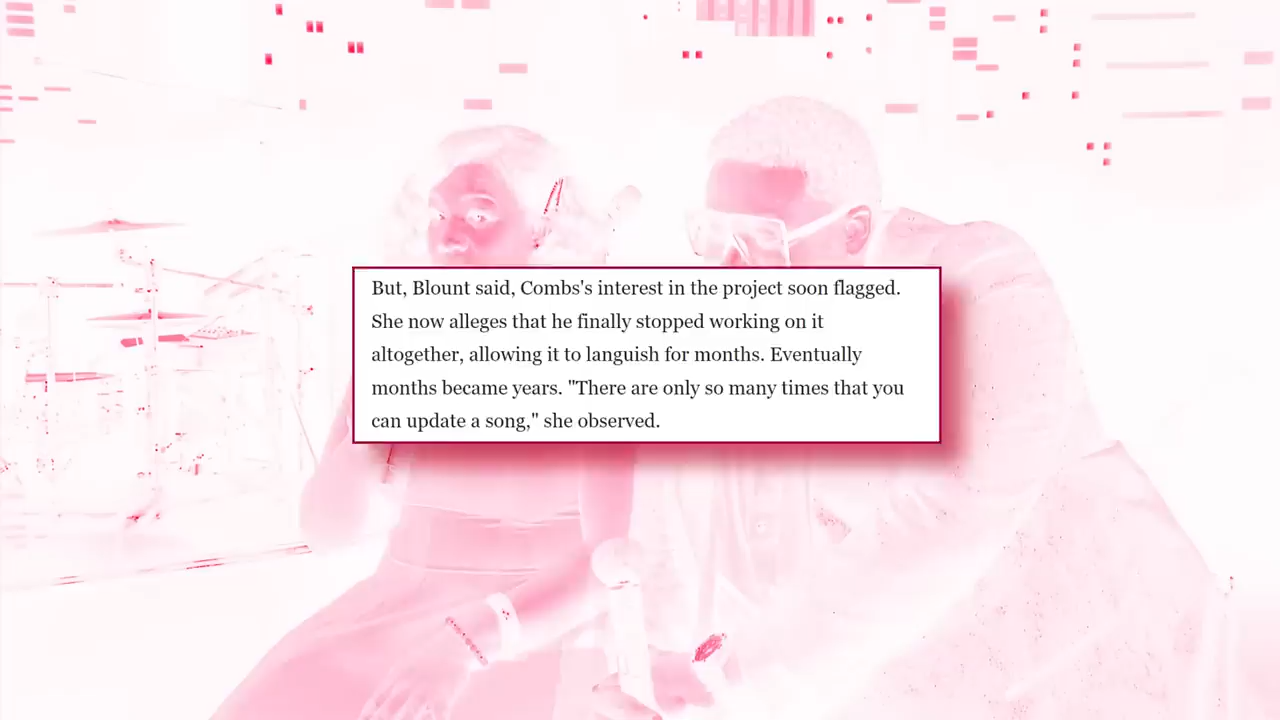 But, Blount said, Combs's interest in the project soon flagged.
She now alleges that he finally stopped working on it
altogether, allowing it to languish for months. Eventually
months became years. "There are only so many times that you
can update a song," she observed.